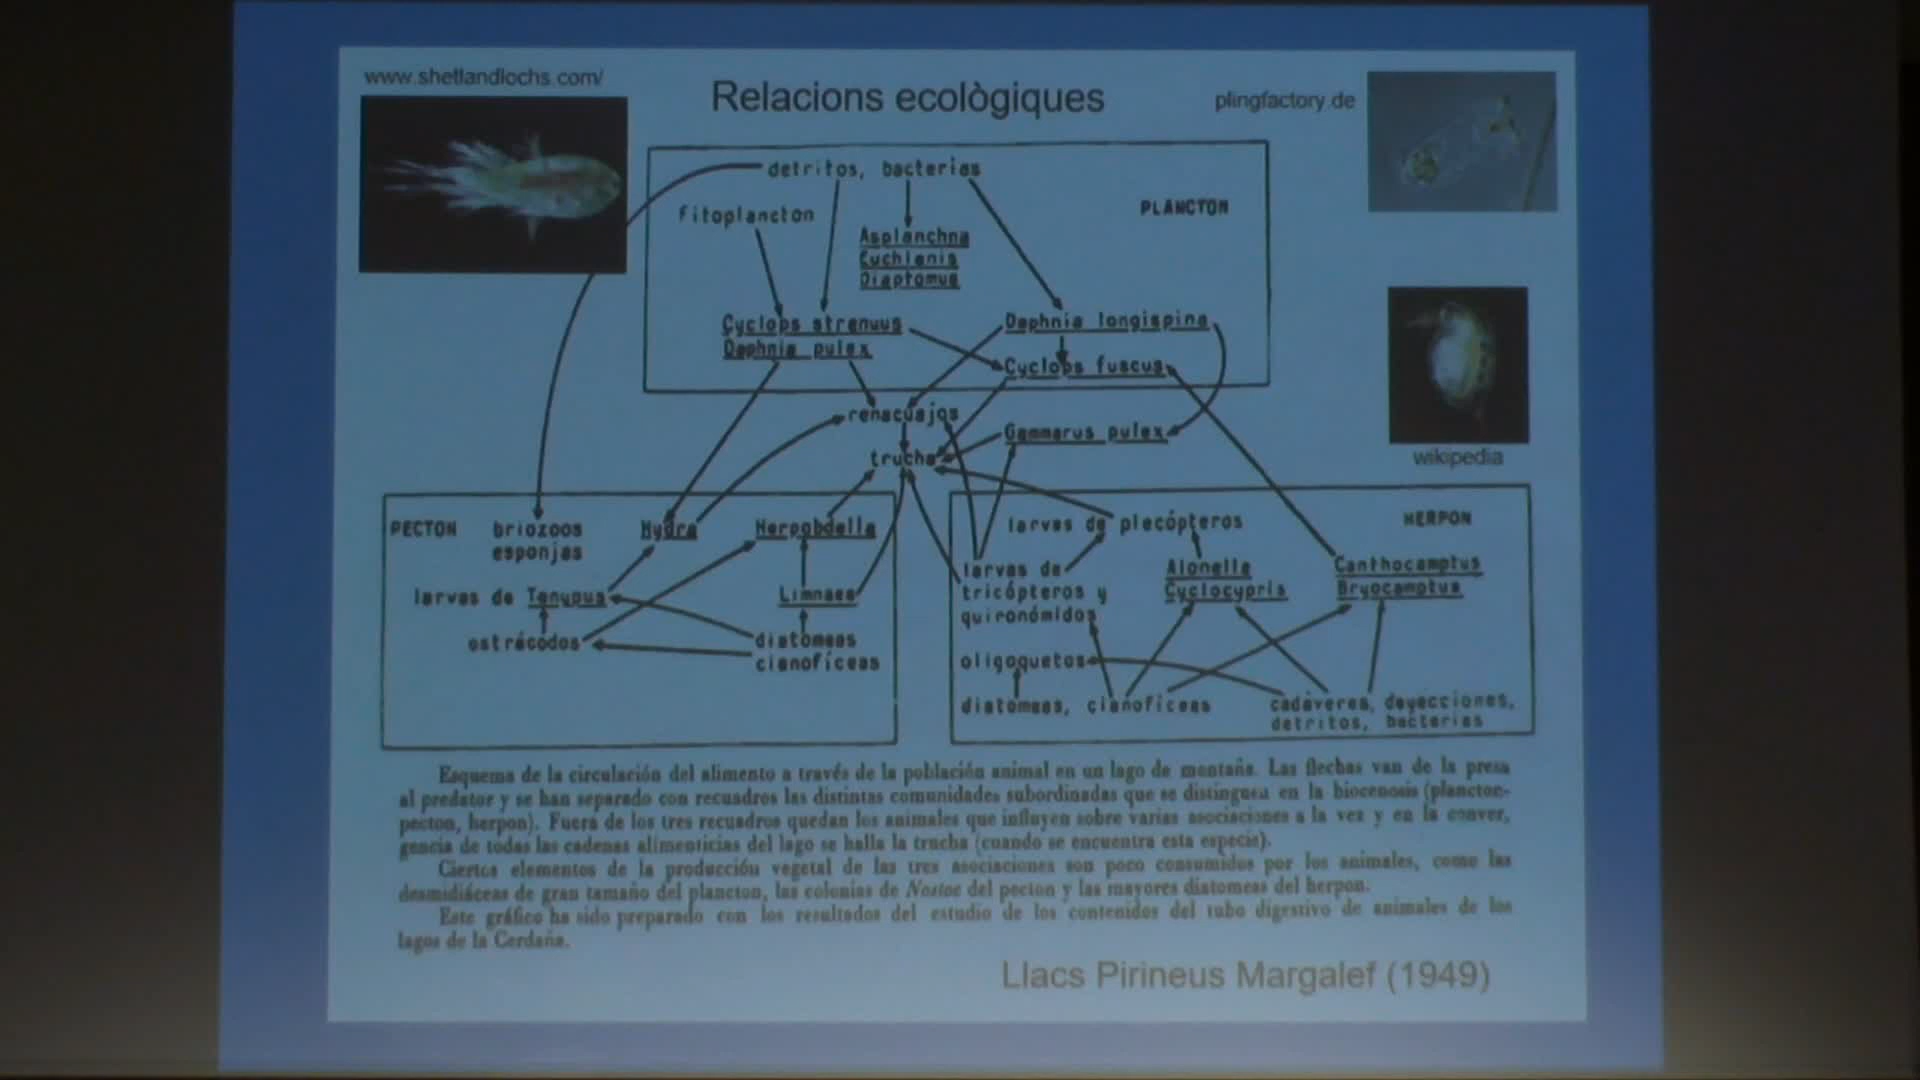 www.shetlandlochs.com/
Relacions ecològiques
plingfactory.de
detritos, bacterias
fitoplancton
PLANCTON
Asplanchna
Euchlanis
Diaptomus
Cyclops strenuus
Daphnia pulex
Daphnia longispina
Cyclops fuscus
renacuajos
Gammarus pulex
trucha
wikipedia
PECTON
briozoos
esponjas
Hydra
Herpobdella
larvas de Tanypus
Limnaea
ostrácodos
diatomeas
cianofíceas
HERPON
larvas de plecópteros
larvas de
tricópteros y
quironómidos
Alonella
Cyclocypris
Canthocamptus
Bryocamptus
oligoquetos
diatomeas, cianofíceas
cadáveres, deyecciones,
detritos, bacterias
Esquema de la circulación del alimento a través de la población animal en un lago de montaña. Las flechas van de la presa
al predator y se han separado con recuadros las distintas comunidades subordinadas que se distinguen en la biocenosis (plancton-
pecton, herpon). Fuera de los tres recuadros quedan los animales que influyen sobre varias asociaciones a la vez y en la conver,
gencia de todas las cadenas alimenticias del lago se halla la trucha (cuando se encuentra esta especie).
Ciertos elementos de la producción vegetal de las tres asociaciones son poco consumidos por los animales, como las
desmidiáceas de gran tamaño del plancton, las colonias de Nostoc del pecton y las mayores diatomeas del herpon.
Este gráfico ha sido preparado con los resultados del estudio de los contenidos del tubo digestivo de animales de los
lagos de la Cerdaña.
Llacs Pirineus Margalef (1949)